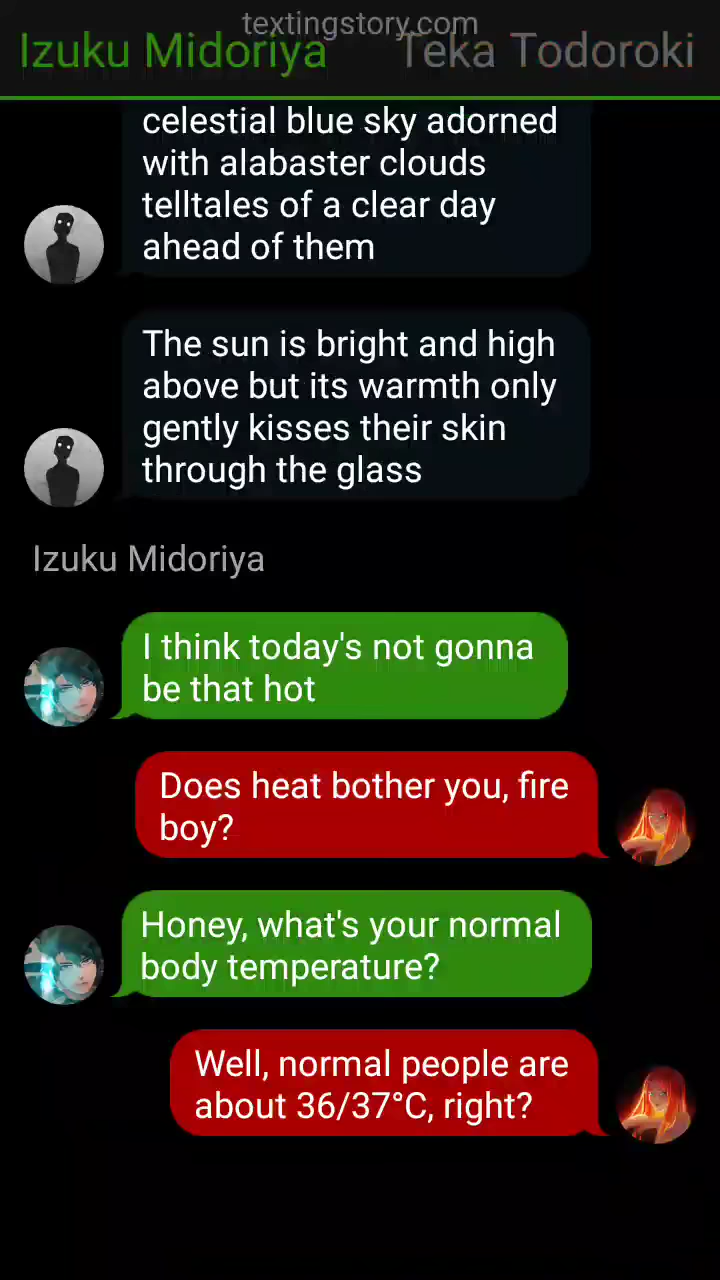 textingstory.com
Izuku Midoriya
Teka Todoroki
celestial blue sky adorned
with alabaster clouds
telltales of a clear day
ahead of them
The sun is bright and high
above but its warmth only
gently kisses their skin
through the glass
Izuku Midoriya
I think today's not gonna
be that hot
Does heat bother you, fire
boy?
Honey, what's your normal
body temperature?
Well, normal people are
about 36/37°C, right?